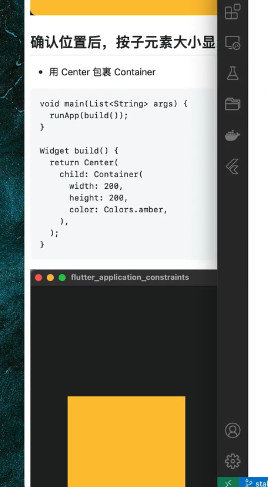 确认位置后，按子元素大小显
• 用 Center 包裹 Container
void main(List<String> args) {
  runApp(build());
}
Widget build() {
  return Center(
    child: Container(
      width: 200,
      height: 200,
      color: Colors.amber,
    ),
  );
}
flutter_application_constraints